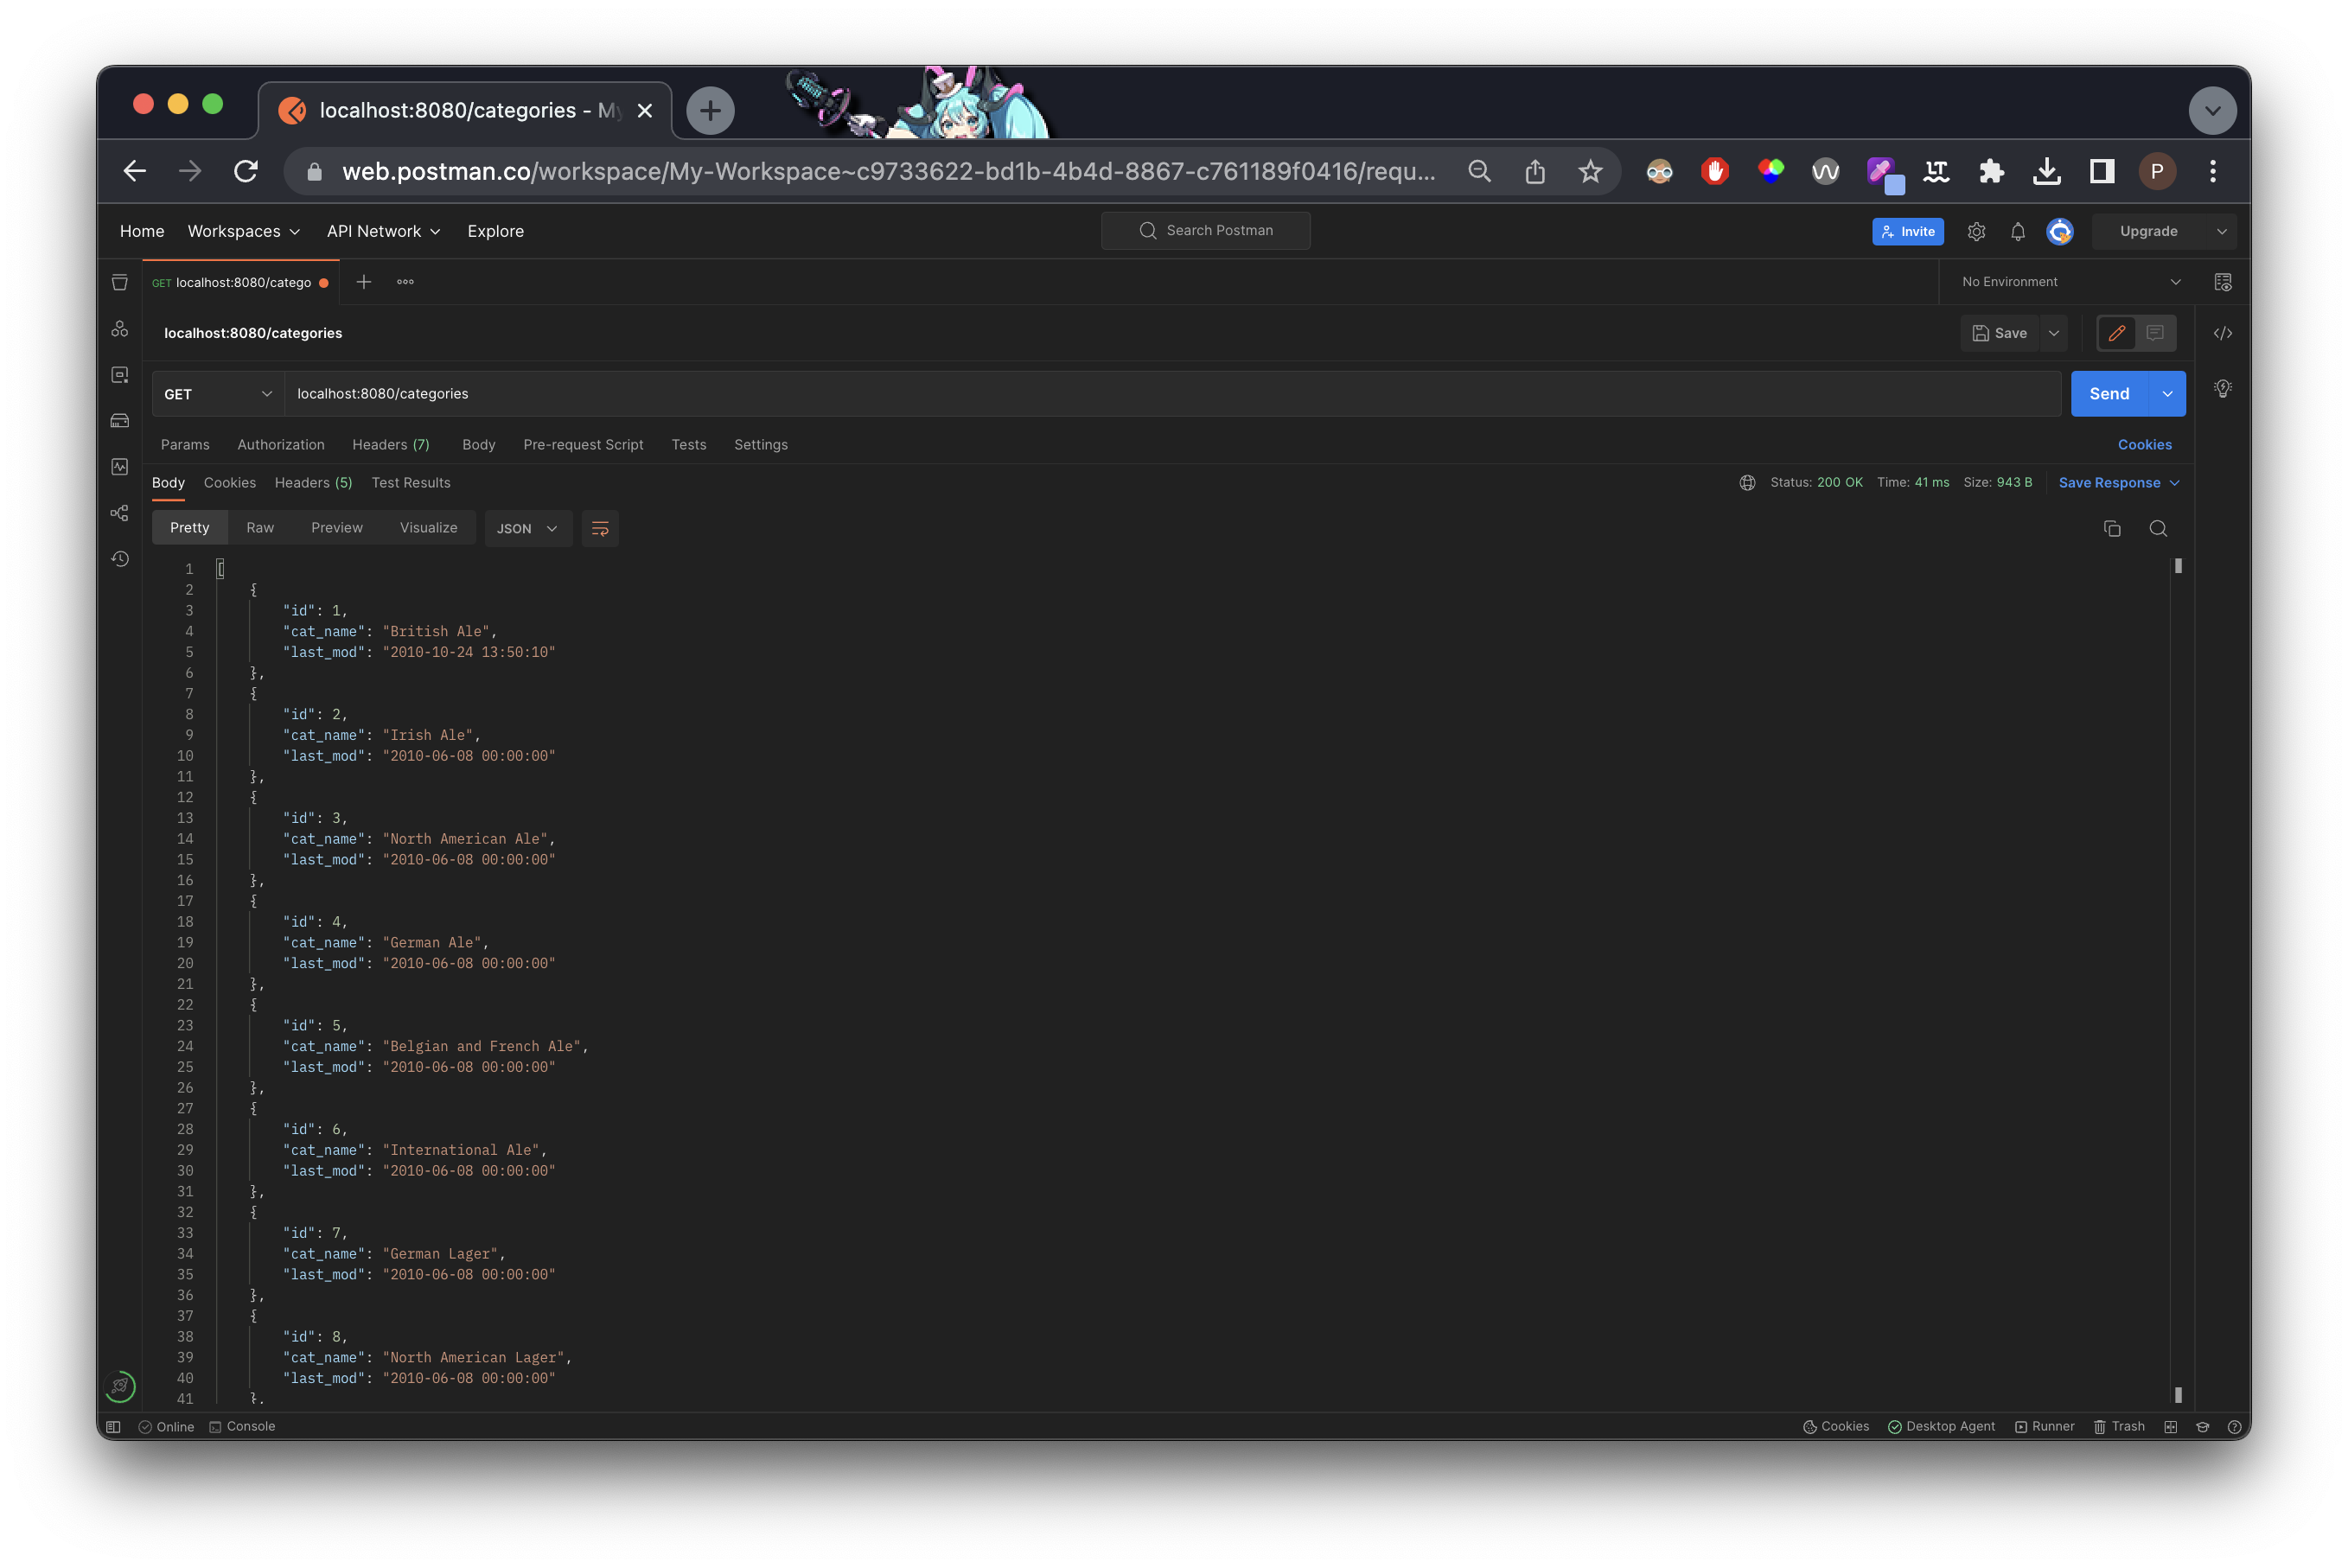 localhost:8080/categories - My
web.postman.co/workspace/My-Workspace~c9733622-bd1b-4b4d-8867-c761189f0416/requ...
P
Home Workspaces API Network Explore
Search Postman
Invite
Upgrade
GET localhost:8080/catego
No Environment
localhost:8080/categories
Save
GET localhost:8080/categories
Send
Params Authorization Headers (7) Body Pre-request Script Tests Settings
Cookies
Body Cookies Headers (5) Test Results
Status: 200 OK Time: 41 ms Size: 943 B Save Response
Pretty Raw Preview Visualize JSON
1 [
2 {
3 "id": 1,
4 "cat_name": "British Ale",
5 "last_mod": "2010-10-24 13:50:10"
6 },
7 {
8 "id": 2,
9 "cat_name": "Irish Ale",
10 "last_mod": "2010-06-08 00:00:00"
11 },
12 {
13 "id": 3,
14 "cat_name": "North American Ale",
15 "last_mod": "2010-06-08 00:00:00"
16 },
17 {
18 "id": 4,
19 "cat_name": "German Ale",
20 "last_mod": "2010-06-08 00:00:00"
21 },
22 {
23 "id": 5,
24 "cat_name": "Belgian and French Ale",
25 "last_mod": "2010-06-08 00:00:00"
26 },
27 {
28 "id": 6,
29 "cat_name": "International Ale",
30 "last_mod": "2010-06-08 00:00:00"
31 },
32 {
33 "id": 7,
34 "cat_name": "German Lager",
35 "last_mod": "2010-06-08 00:00:00"
36 },
37 {
38 "id": 8,
39 "cat_name": "North American Lager",
40 "last_mod": "2010-06-08 00:00:00"
41 },
Online Console
Cookies Desktop Agent Runner Trash